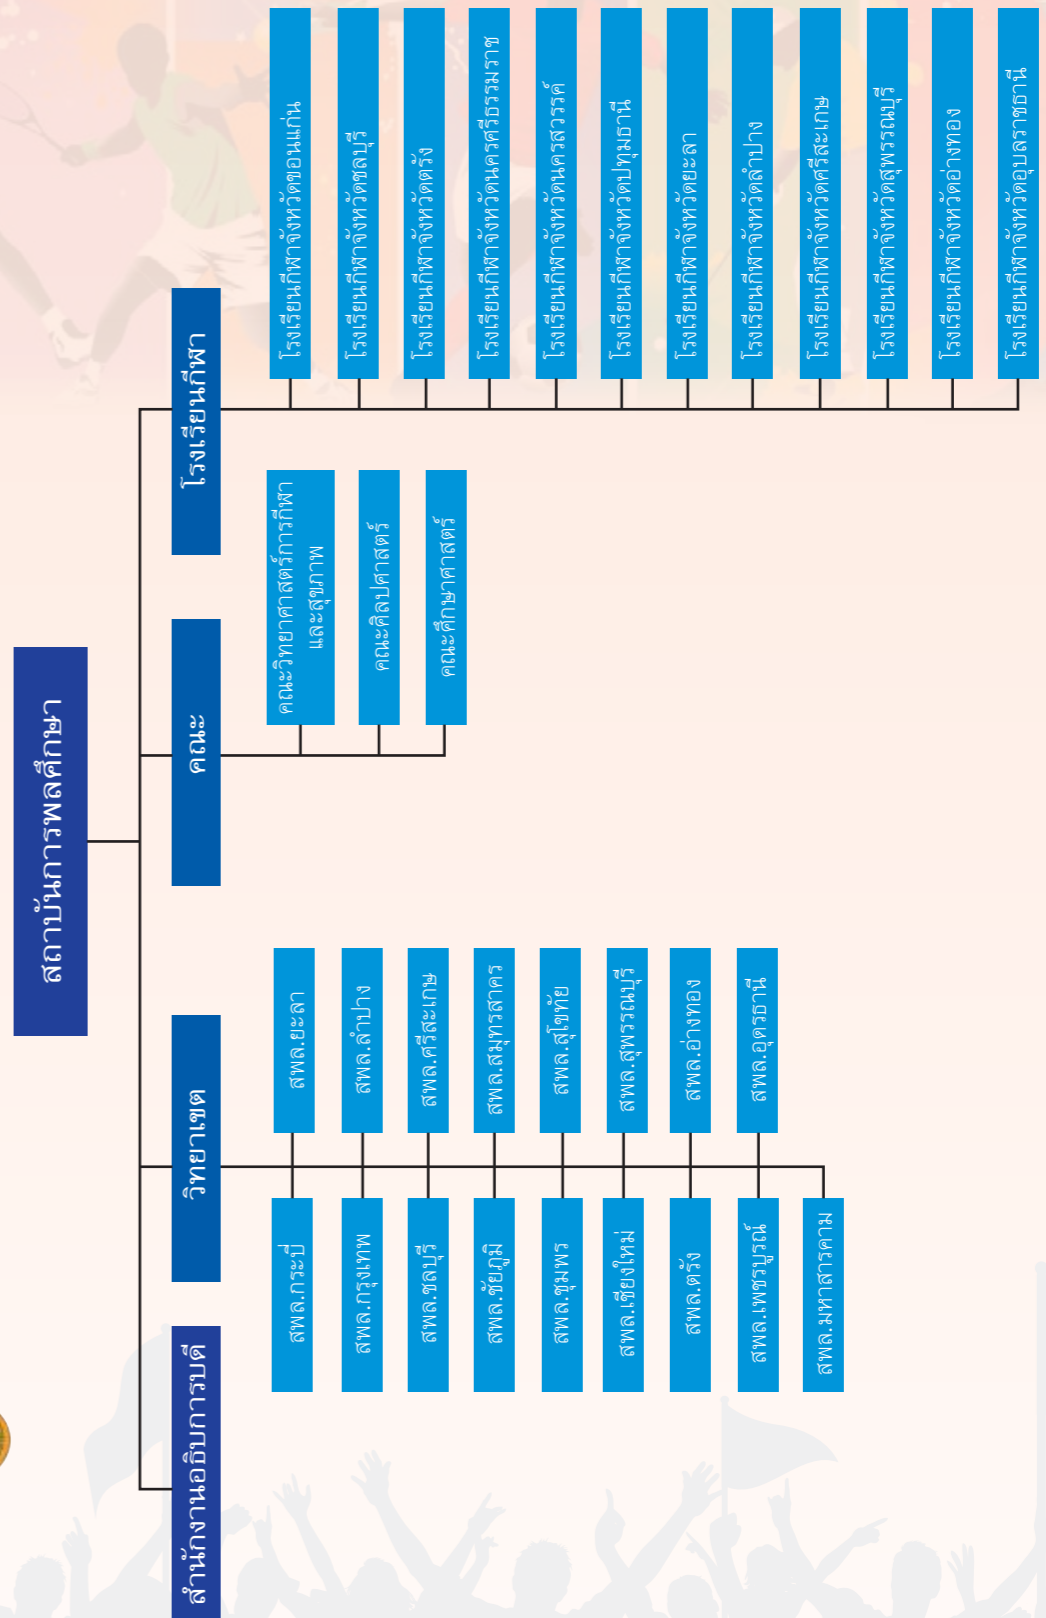 สถาบันการพลศึกษา
สำนักงานอธิบการบดี
วิทยาเขต
คณะ
โรงเรียนกีฬา
สพล.กระบี่
สพล.กรุงเทพ
สพล.ชลบุรี
สพล.ชัยภูมิ
สพล.ชุมพร
สพล.เชียงใหม่
สพล.ตรัง
สพล.เพชรบูรณ์
สพล.มหาสารคาม
สพล.ยะลา
สพล.ลำปาง
สพล.ศรีสะเกษ
สพล.สมุทรสาคร
สพล.สุโขทัย
สพล.สุพรรณบุรี
สพล.อ่างทอง
สพล.อุดรธานี
คณะวิทยาศาสตร์การกีฬา
และสุขภาพ
คณะศิลปศาสตร์
คณะศึกษาศาสตร์
โรงเรียนกีฬาจังหวัดขอนแก่น
โรงเรียนกีฬาจังหวัดชลบุรี
โรงเรียนกีฬาจังหวัดตรัง
โรงเรียนกีฬาจังหวัดนครศรีธรรมราช
โรงเรียนกีฬาจังหวัดนครสวรรค์
โรงเรียนกีฬาจังหวัดปทุมธานี
โรงเรียนกีฬาจังหวัดยะลา
โรงเรียนกีฬาจังหวัดลำปาง
โรงเรียนกีฬาจังหวัดศรีสะเกษ
โรงเรียนกีฬาจังหวัดสุพรรณบุรี
โรงเรียนกีฬาจังหวัดอ่างทอง
โรงเรียนกีฬาจังหวัดอุบลราชธานี